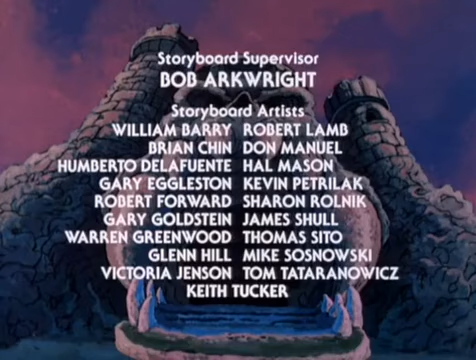 Storyboard Supervisor
BOB ARKWRIGHT
Storyboard Artists
WILLIAM BARRY ROBERT LAMB
BRIAN CHIN DON MANUEL
HUMBERTO DELAFUENTE HAL MASON
GARY EGGLESTON KEVIN PETRILAK
ROBERT FORWARD SHARON ROLNIK
GARY GOLDSTEIN JAMES SHULL
WARREN GREENWOOD THOMAS SITO
GLENN HILL MIKE SOSNOWSKI
VICTORIA JENSON TOM TATARANOWICZ
KEITH TUCKER